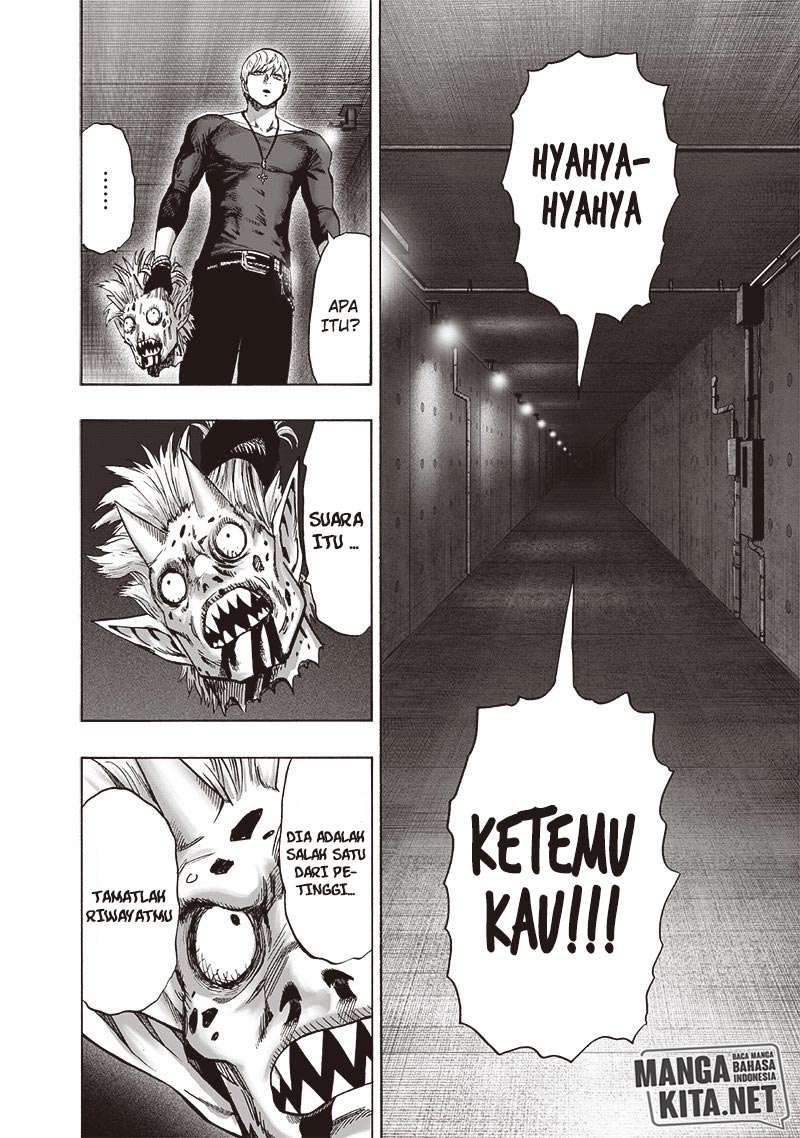 HYAHYA-
HYAHYA
KETEMU
KAU!!!
APA
ITU?
.......
SUARA
ITU ...
DIA ADALAH
SALAH SATU
DARI PE-
TINGGI...
TAMATLAH
RIWAYATMU
MANGA
BACA MANGA
BAHASA
INDONESIA
KITA.NET